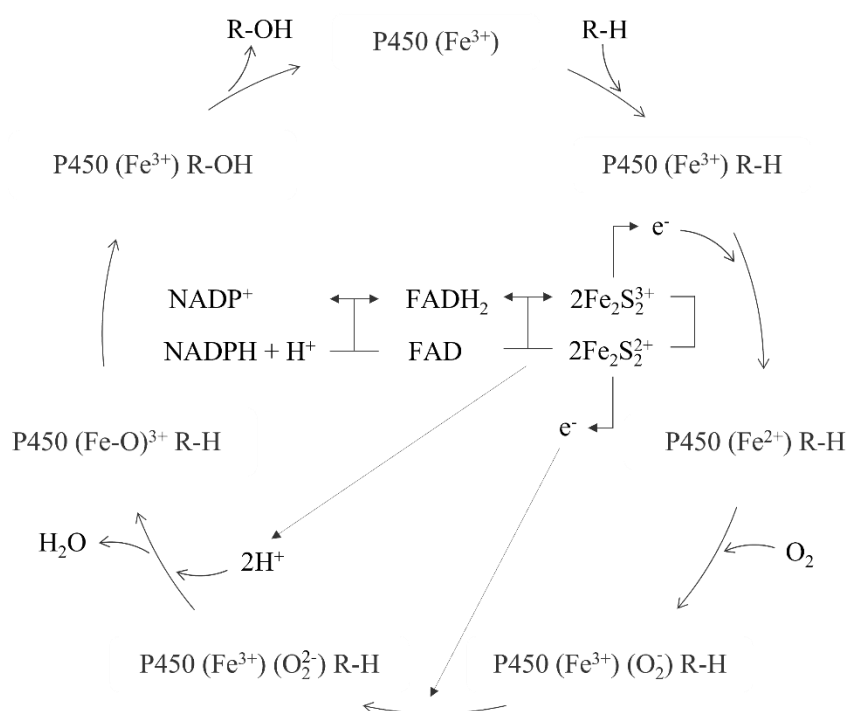 R-OH
P450 (Fe³⁺)
R-H
P450 (Fe³⁺) R-OH
P450 (Fe³⁺) R-H
e⁻
NADP⁺
FADH₂
2Fe₂S₂³⁺
NADPH + H⁺
FAD
2Fe₂S₂²⁺
e⁻
P450 (Fe-O)³⁺ R-H
P450 (Fe²⁺) R-H
H₂O
2H⁺
O₂
P450 (Fe³⁺) (O₂²⁻) R-H
P450 (Fe³⁺) (O₂⁻) R-H